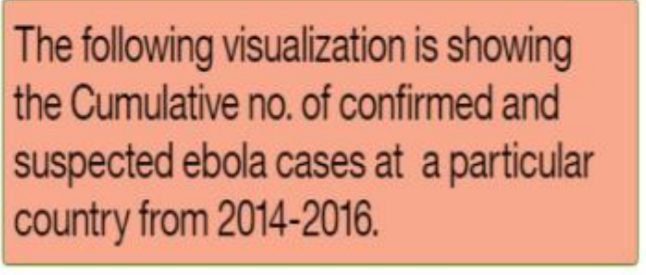 The following visualization is showing
the Cumulative no. of confirmed and
suspected ebola cases at a particular
country from 2014-2016.